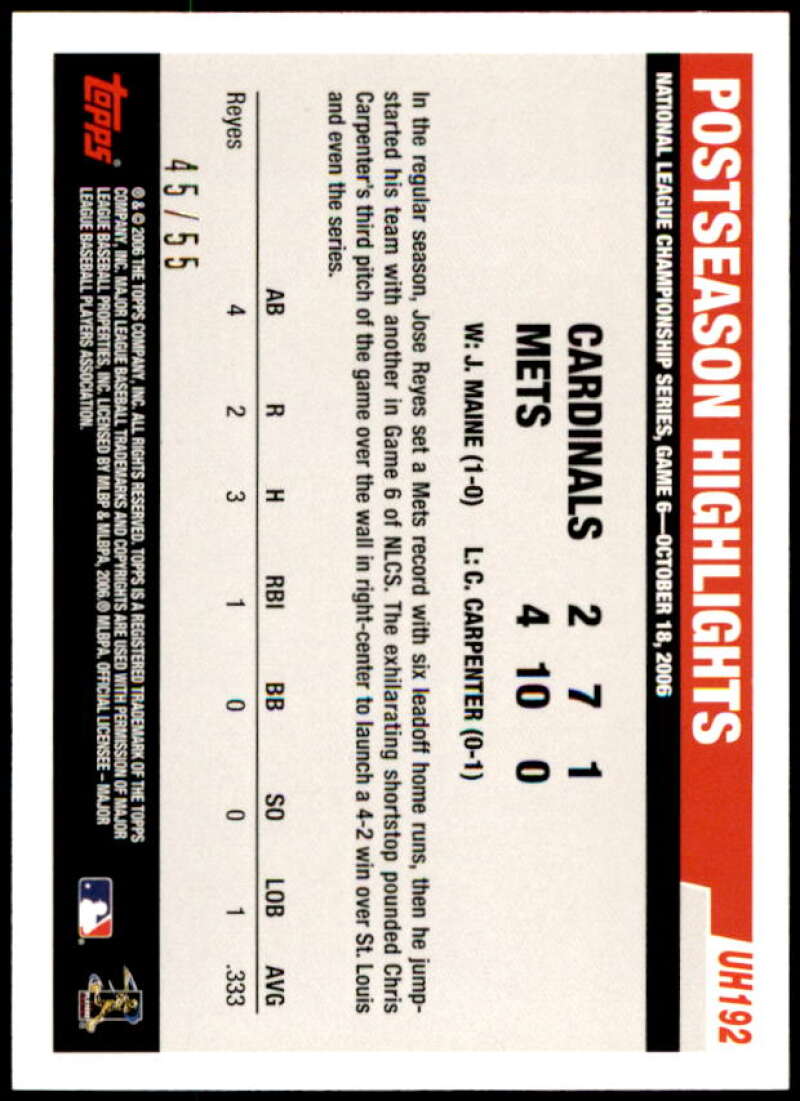 POSTSEASON HIGHLIGHTS
UH192
NATIONAL LEAGUE CHAMPIONSHIP SERIES, GAME 6—OCTOBER 18, 2006
CARDINALS 2 7 1
METS 4 10 0
W: J. MAINE (1-0) L: C. CARPENTER (0-1)
In the regular season, Jose Reyes set a Mets record with six leadoff home runs, then he jump-
started his team with another in Game 6 of NLCS. The exhilarating shortstop pounded Chris
Carpenter's third pitch of the game over the wall in right-center to launch a 4-2 win over St. Louis
and even the series.
AB R H RBI BB SO LOB AVG
Reyes 4 2 3 1 0 0 1 .333
45/55
topps®
® & © 2006 THE TOPPS COMPANY, INC. ALL RIGHTS RESERVED. TOPPS IS A REGISTERED TRADEMARK OF THE TOPPS
COMPANY, INC. MAJOR LEAGUE BASEBALL TRADEMARKS AND COPYRIGHTS ARE USED WITH PERMISSION OF MAJOR
LEAGUE BASEBALL PROPERTIES, INC. LICENSED BY MLBP & MLBPA, 2006.© MLBPA. OFFICIAL LICENSEE – MAJOR
LEAGUE BASEBALL PLAYERS ASSOCIATION.